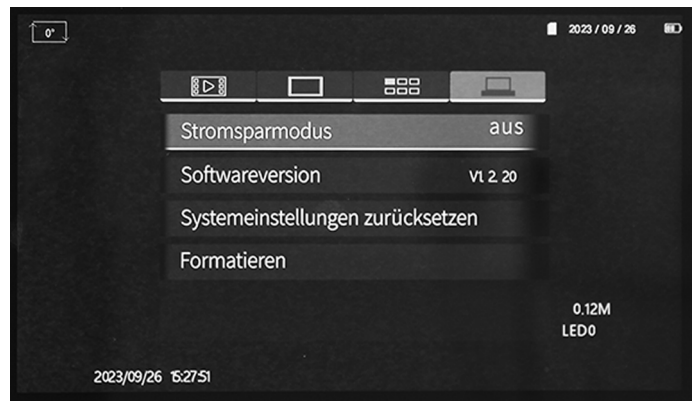 0°
2023 / 09 / 26
Stromsparmodus aus
Softwareversion V1. 2. 20
Systemeinstellungen zurücksetzen
Formatieren
0.12M
LED0
2023/09/26 15:27:51